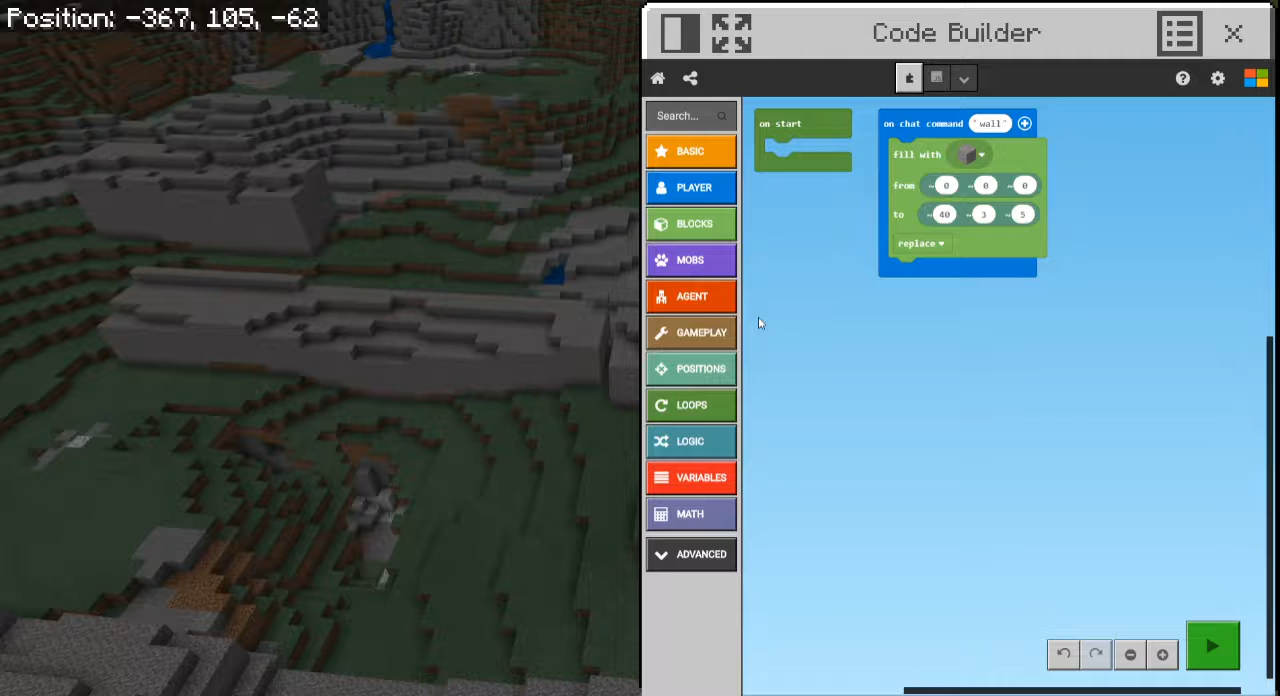 Position: -367, 105, -62
Code Builder
Search...
BASIC
PLAYER
BLOCKS
MOBS
AGENT
GAMEPLAY
POSITIONS
LOOPS
LOGIC
VARIABLES
MATH
ADVANCED
on start
on chat command "wall"
fill with
from ~0 ~0 ~0
to ~40 ~3 ~5
replace